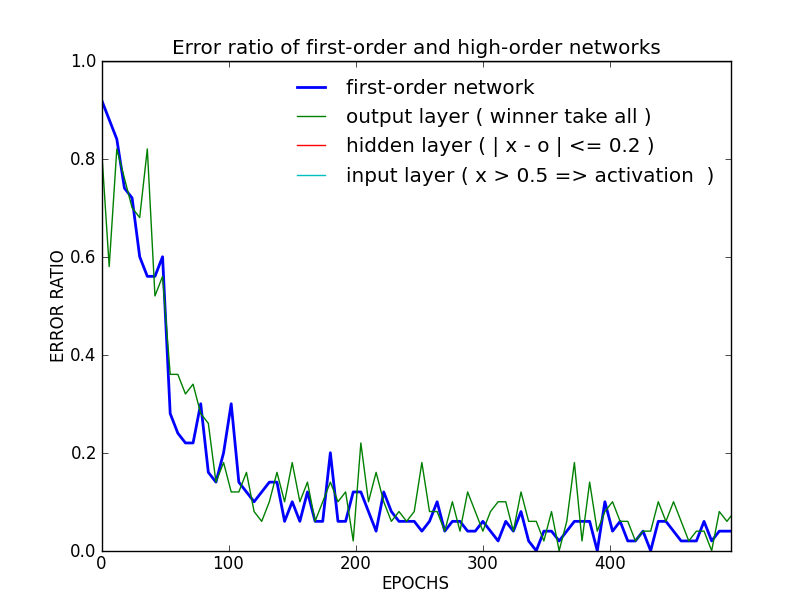 Error ratio of first-order and high-order networks
first-order network
output layer ( winner take all )
hidden layer ( | x - o | <= 0.2 )
input layer ( x > 0.5 => activation  )
1.0
0.8
0.6
0.4
0.2
0.0
ERROR RATIO
0 100 200 300 400
EPOCHS